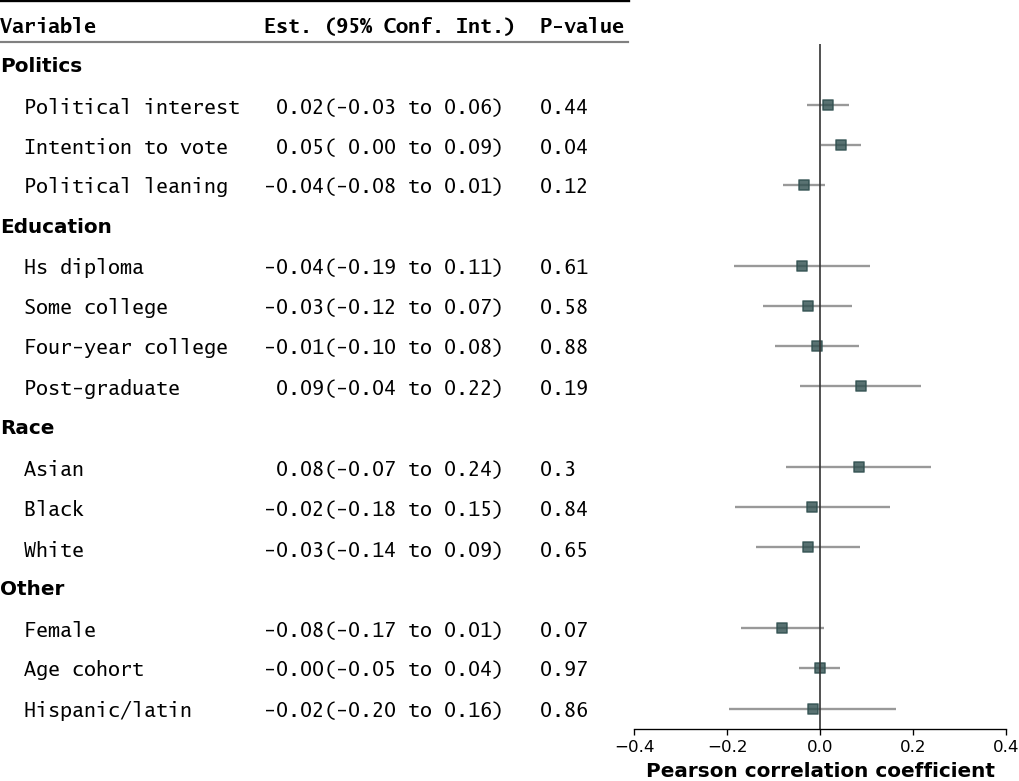 Variable Est. (95% Conf. Int.) P-value
Politics
Political interest 0.02(-0.03 to 0.06) 0.44
Intention to vote 0.05( 0.00 to 0.09) 0.04
Political leaning -0.04(-0.08 to 0.01) 0.12
Education
Hs diploma -0.04(-0.19 to 0.11) 0.61
Some college -0.03(-0.12 to 0.07) 0.58
Four-year college -0.01(-0.10 to 0.08) 0.88
Post-graduate 0.09(-0.04 to 0.22) 0.19
Race
Asian 0.08(-0.07 to 0.24) 0.3
Black -0.02(-0.18 to 0.15) 0.84
White -0.03(-0.14 to 0.09) 0.65
Other
Female -0.08(-0.17 to 0.01) 0.07
Age cohort -0.00(-0.05 to 0.04) 0.97
Hispanic/latin -0.02(-0.20 to 0.16) 0.86
−0.4 −0.2 0.0 0.2 0.4
Pearson correlation coefficient